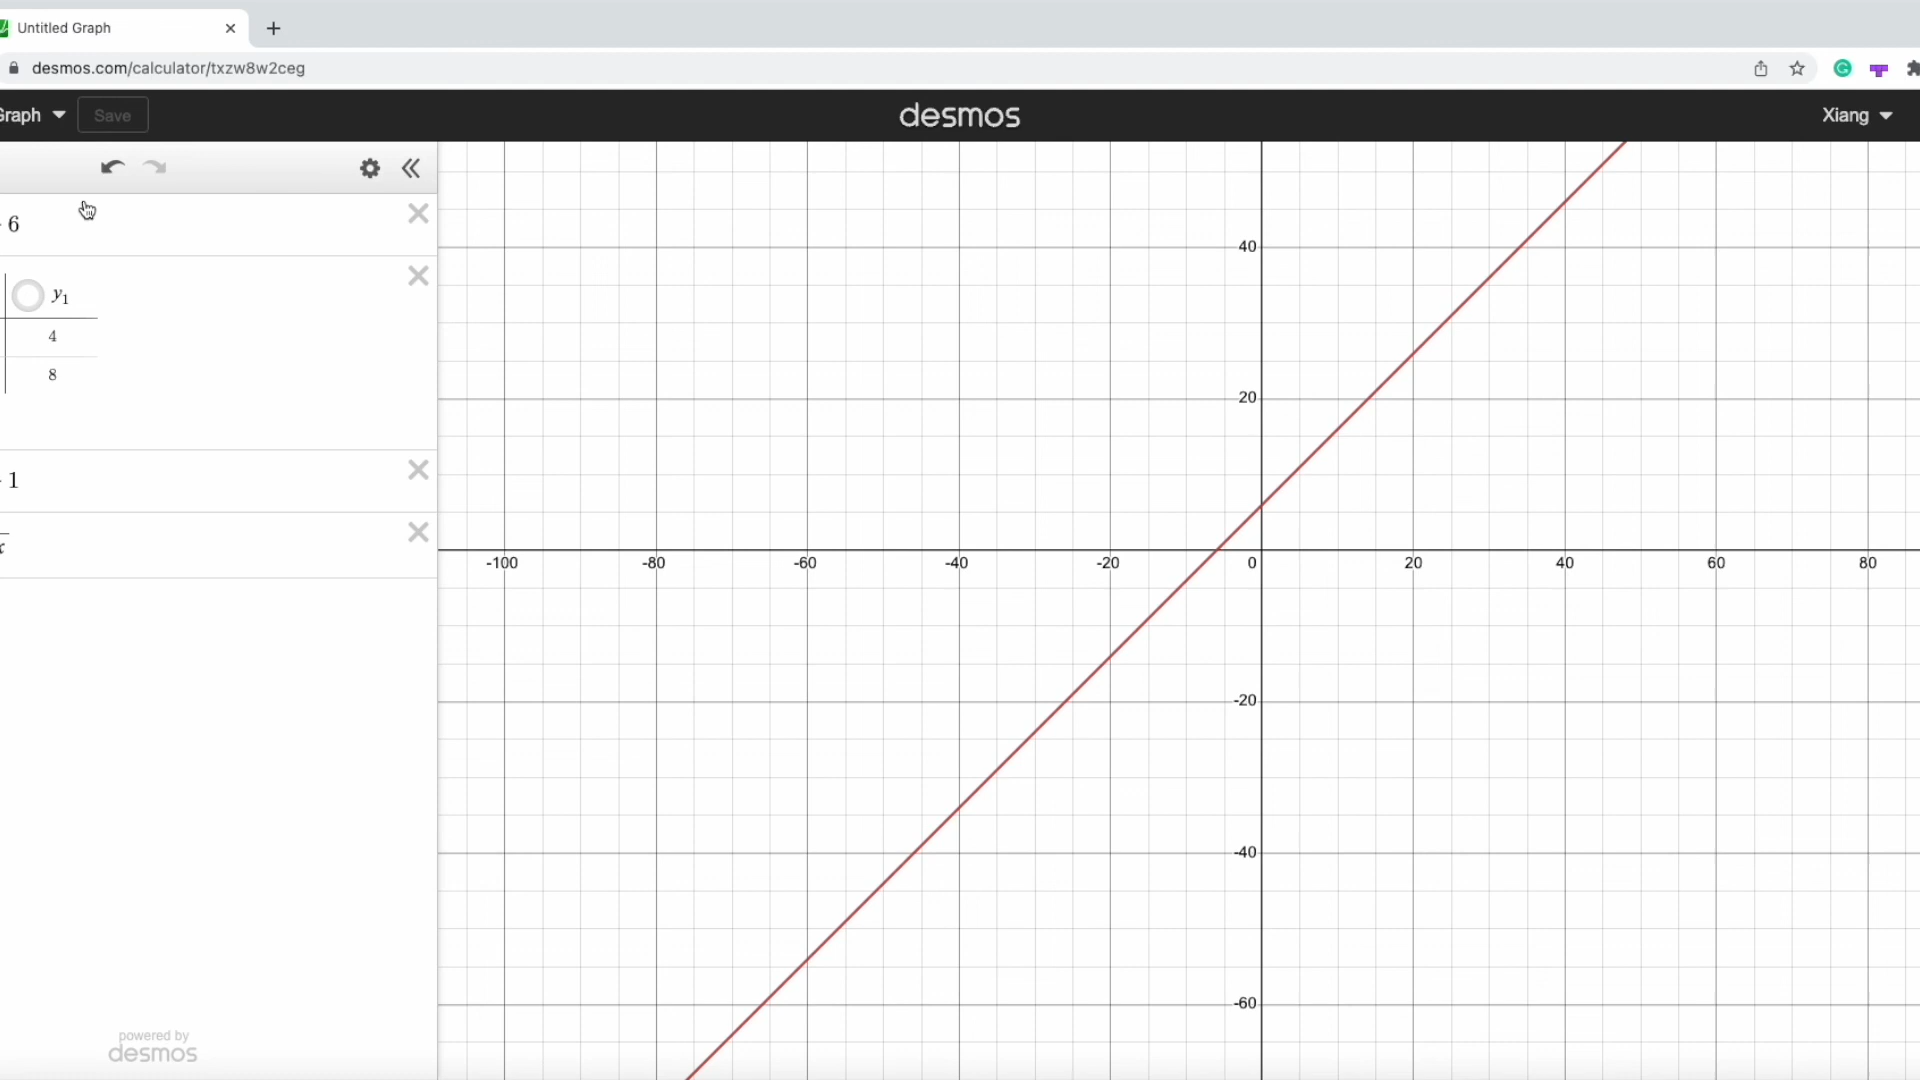 Untitled Graph
desmos.com/calculator/txzw8w2ceg
Graph
Save
desmos
Xiang
6
y₁
4
8
1
40
20
-100 -80 -60 -40 -20 0 20 40 60 80
-20
-40
-60
powered by
desmos